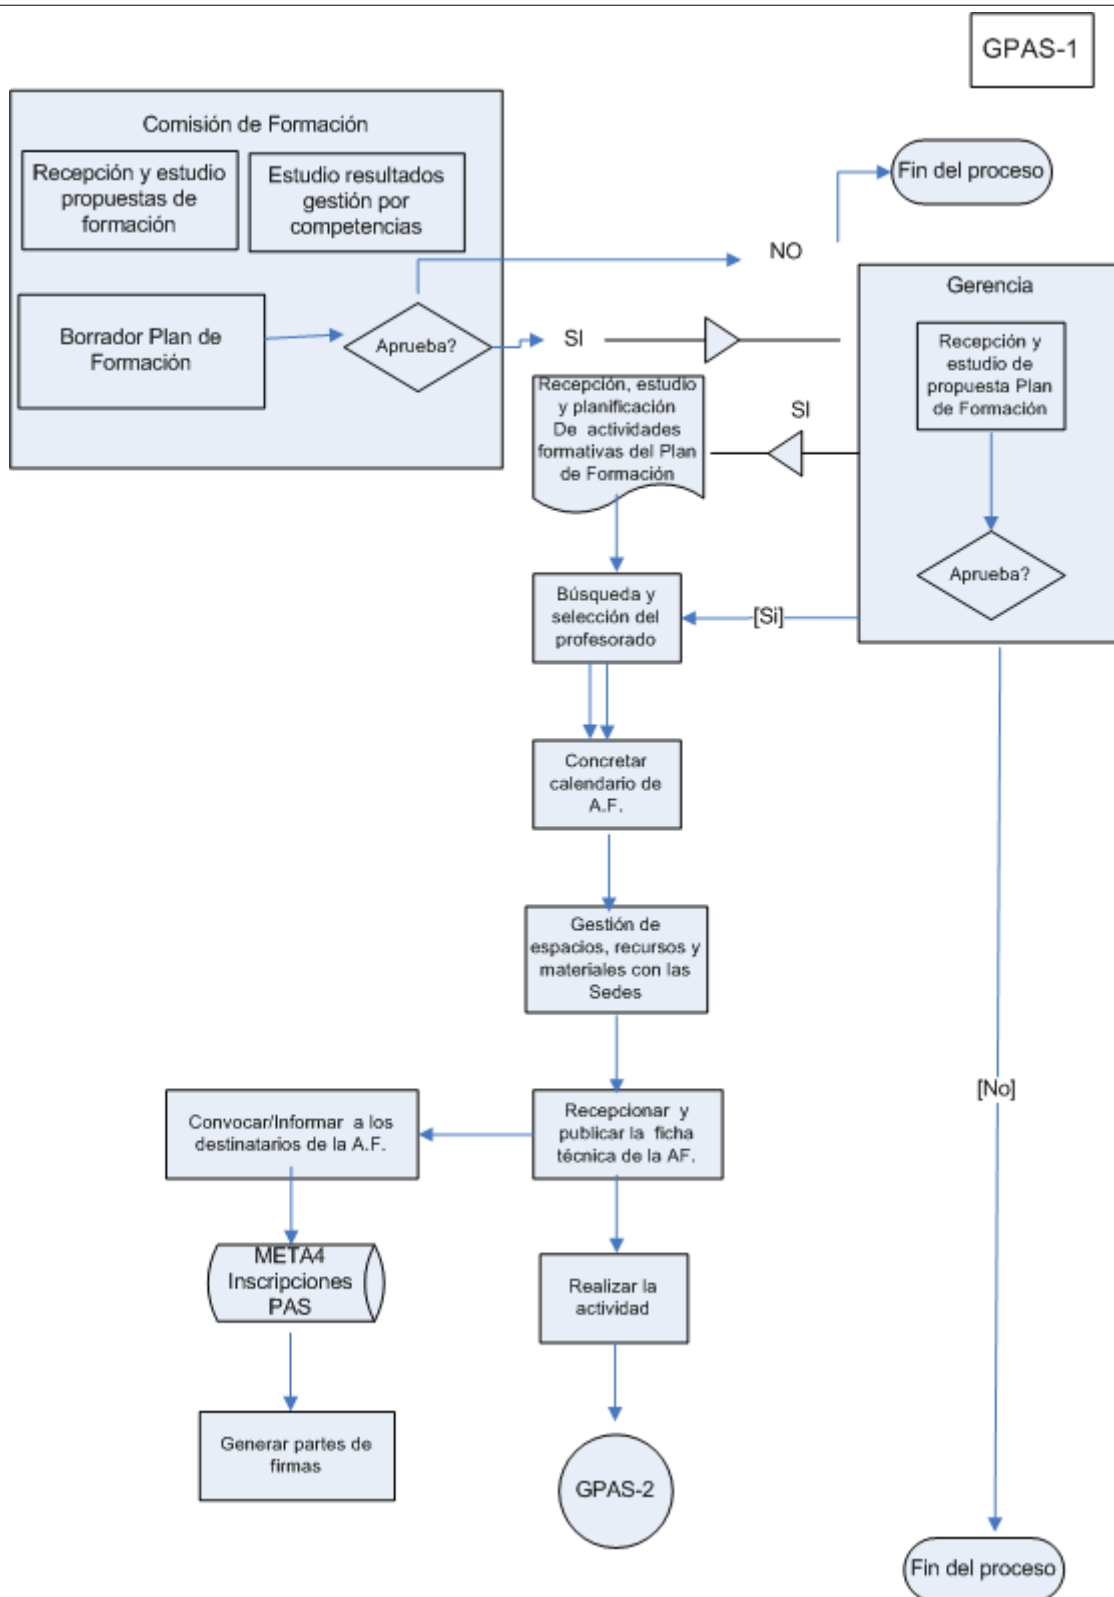 GPAS-1
Comisión de Formación
Recepción y estudio
propuestas de
formación
Estudio resultados
gestión por
competencias
Fin del proceso
NO
Borrador Plan de
Formación
Aprueba?
SI
Gerencia
Recepción y
estudio de
propuesta Plan
de Formación
Recepción, estudio
y planificación
De actividades
formativas del Plan
de Formación
SI
Aprueba?
Búsqueda y
selección del
profesorado
[Si]
Concretar
calendario de
A.F.
Gestión de
espacios, recursos y
materiales con las
Sedes
[No]
Convocar/Informar a los
destinatarios de la A.F.
Recepcionar y
publicar la ficha
técnica de la AF.
META4
Inscripciones
PAS
Realizar la
actividad
Generar partes de
firmas
GPAS-2
Fin del proceso